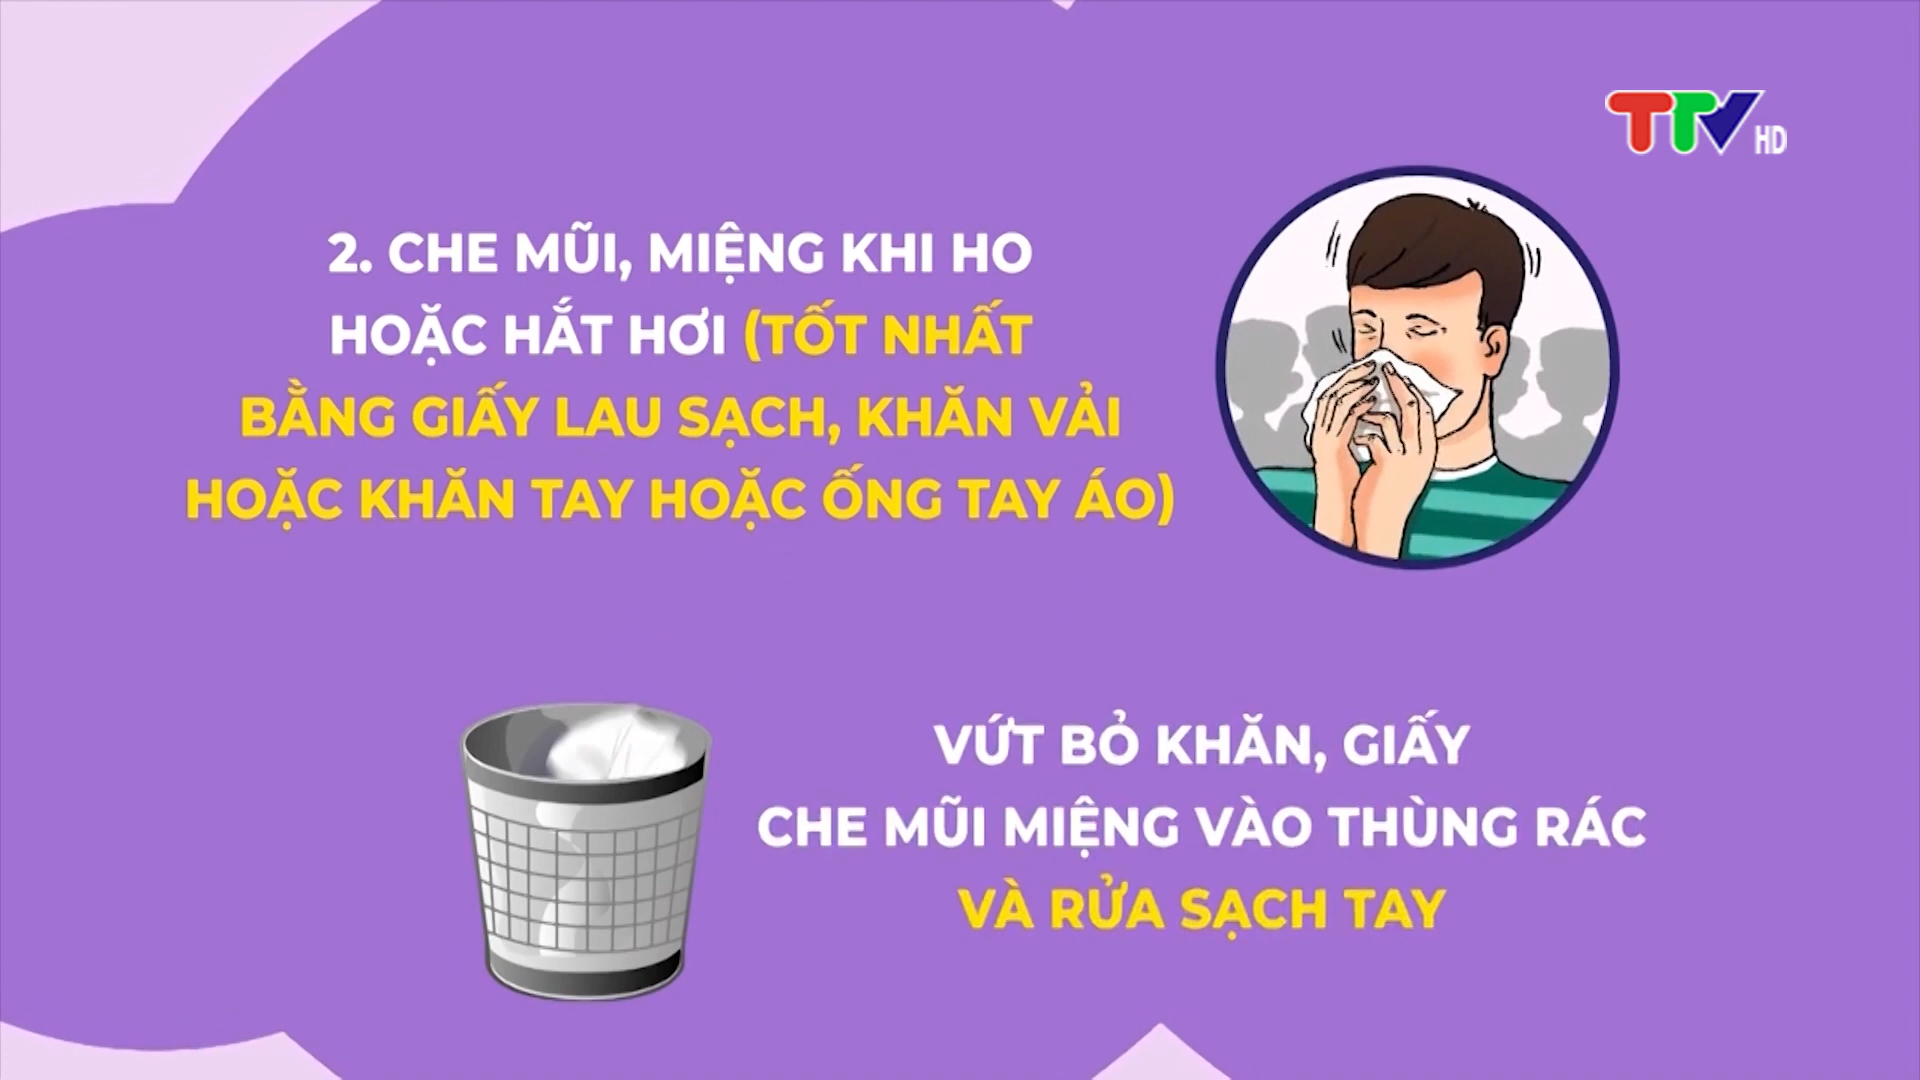 TTV HD
2. CHE MŨI, MIỆNG KHI HO
HOẶC HẮT HƠI (TỐT NHẤT
BẰNG GIẤY LAU SẠCH, KHĂN VẢI
HOẶC KHĂN TAY HOẶC ỐNG TAY ÁO)
VỨT BỎ KHĂN, GIẤY
CHE MŨI MIỆNG VÀO THÙNG RÁC
VÀ RỬA SẠCH TAY